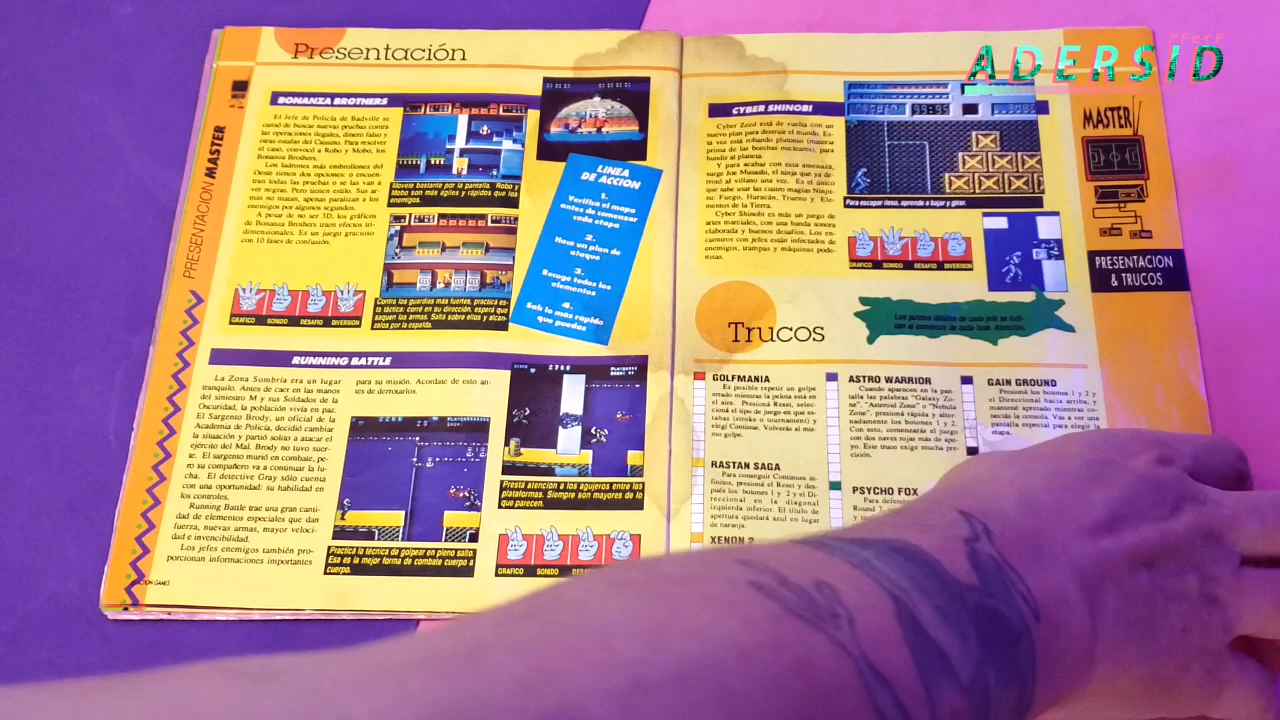 Presentación
PRESENTACION MASTER
BONANZA BROTHERS
El Jefe de Policía de Badville se
cansó de buscar nuevas pruebas contra
las operaciones ilegales, dinero falso y
otras estafas del Cassino. Para resolver
el caso, convocó a Robo y Mobo, los
Bonanza Brothers.
Los ladrones más embrollones del
Oeste tienen dos opciones: o encuen-
tran todas las pruebas o se las van a
ver negras. Pero tienen estilo. Sus ar-
mas no matan, apenas paralizan a los
enemigos por algunos segundos.
A pesar de no ser 3D, los gráficos
de Bonanza Brothers traen efectos tri-
dimensionales. Es un juego gracioso
con 10 fases de confusión.
GRAFICO SONIDO DESAFIO DIVERSION
Movete bastante por la pantalla. Robo y
Mobo son más ágiles y rápidos que los
enemigos.
Contra los guardias más fuertes, practicá es-
ta táctica: corré en su dirección, esperá que
saquen las armas. Saltá sobre ellos y alcan-
zalos por la espalda.
LINEA
DE ACCION
1.
Verifica el mapa
antes de comenzar
cada etapa
2.
Hace un plan de
ataque
3.
Recoge todos los
elementos
4.
Salí lo más rápido
que puedas
RUNNING BATTLE
La Zona Sombría era un lugar
tranquilo. Antes de caer en las manos
del siniestro M y sus Soldados de la
Oscuridad, la población vivía en paz.
El Sargento Brody, un oficial de la
Academia de Policía, decidió cambiar
la situación y partió solito a atacar el
ejército del Mal. Brody no tuvo suer-
te. El sargento murió en combate, pe-
ro su compañero va a continuar la lu-
cha. El detective Gray sólo cuenta
con una oportunidad: su habilidad en
los controles.
Running Battle trae una gran canti-
dad de elementos especiales que dan
fuerza, nuevas armas, mayor veloci-
dad e invencibilidad.
Los jefes enemigos también pro-
porcionan informaciones importantes
para su misión. Acordate de esto an-
tes de derrotarlos.
Practicá la técnica de golpear en pleno salto.
Esa es la mejor forma de combate cuerpo a
cuerpo.
Presta atención a los agujeros entre las
plataformas. Siempre son mayores de lo
que parecen.
GRAFICO SONIDO
ACTION GAMES
CYBER SHINOBI
Cyber Zeed está de vuelta con un
nuevo plan para destruir el mundo. Es-
ta vez está robando plutonio (materia
prima de las bombas nucleares), para
hundir al planeta.
Y para acabar con esta amenaza,
surge Joe Musashi, el ninja que ya de-
rrotó al villano una vez. Es el único
que sabe usar las cuatro magias Ninjit-
su: Fuego, Huracán, Trueno y Ele-
mentos de la Tierra.
Cyber Shinobi es más un juego de
artes marciales, con una banda sonora
elaborada y buenos desafíos. Los en-
cuentros con jefes están infectados de
enemigos, trampas y máquinas pode-
rosas.
99:95
Para escapar ileso, aprende a bajar y girar.
GRAFICO SONIDO DESAFIO DIVERSION
ADERSID
アドセイド
MASTER
PRESENTACION
& TRUCOS
Trucos
GOLFMANIA
Es posible repetir un golpe
errado mientras la pelota está en
el aire. Presioná Reset, selec-
cioná el tipo de juego en que es-
tabas (stroke o tournament) y
elegí Continue. Volverás al mis-
mo golpe.
RASTAN SAGA
Para conseguir Continues in-
finitos, presioná el Reset y des-
pués los botones 1 y 2 y el Di-
reccional en la diagonal
izquierda inferior. El título de
apertura quedará azul en lugar
de naranja.
XENON 2
ASTRO WARRIOR
Cuando aparecen en la pan-
talla las palabras "Galaxy Zo-
ne", "Asteroid Zone" o "Nebula
Zone", presioná rápida y alter-
nadamente los botones 1 y 2.
Con esto, comenzarás el juego
con dos naves rojas más de apo-
yo. Este truco exige mucha pre-
cisión.
PSYCHO FOX
Round 7,
GAIN GROUND
Presioná los botones 1 y 2 y
el Direccional hacia arriba, y
mantené apretado mientras co-
nectás la consola. Vas a ver una
pantalla especial para elegir la
etapa.